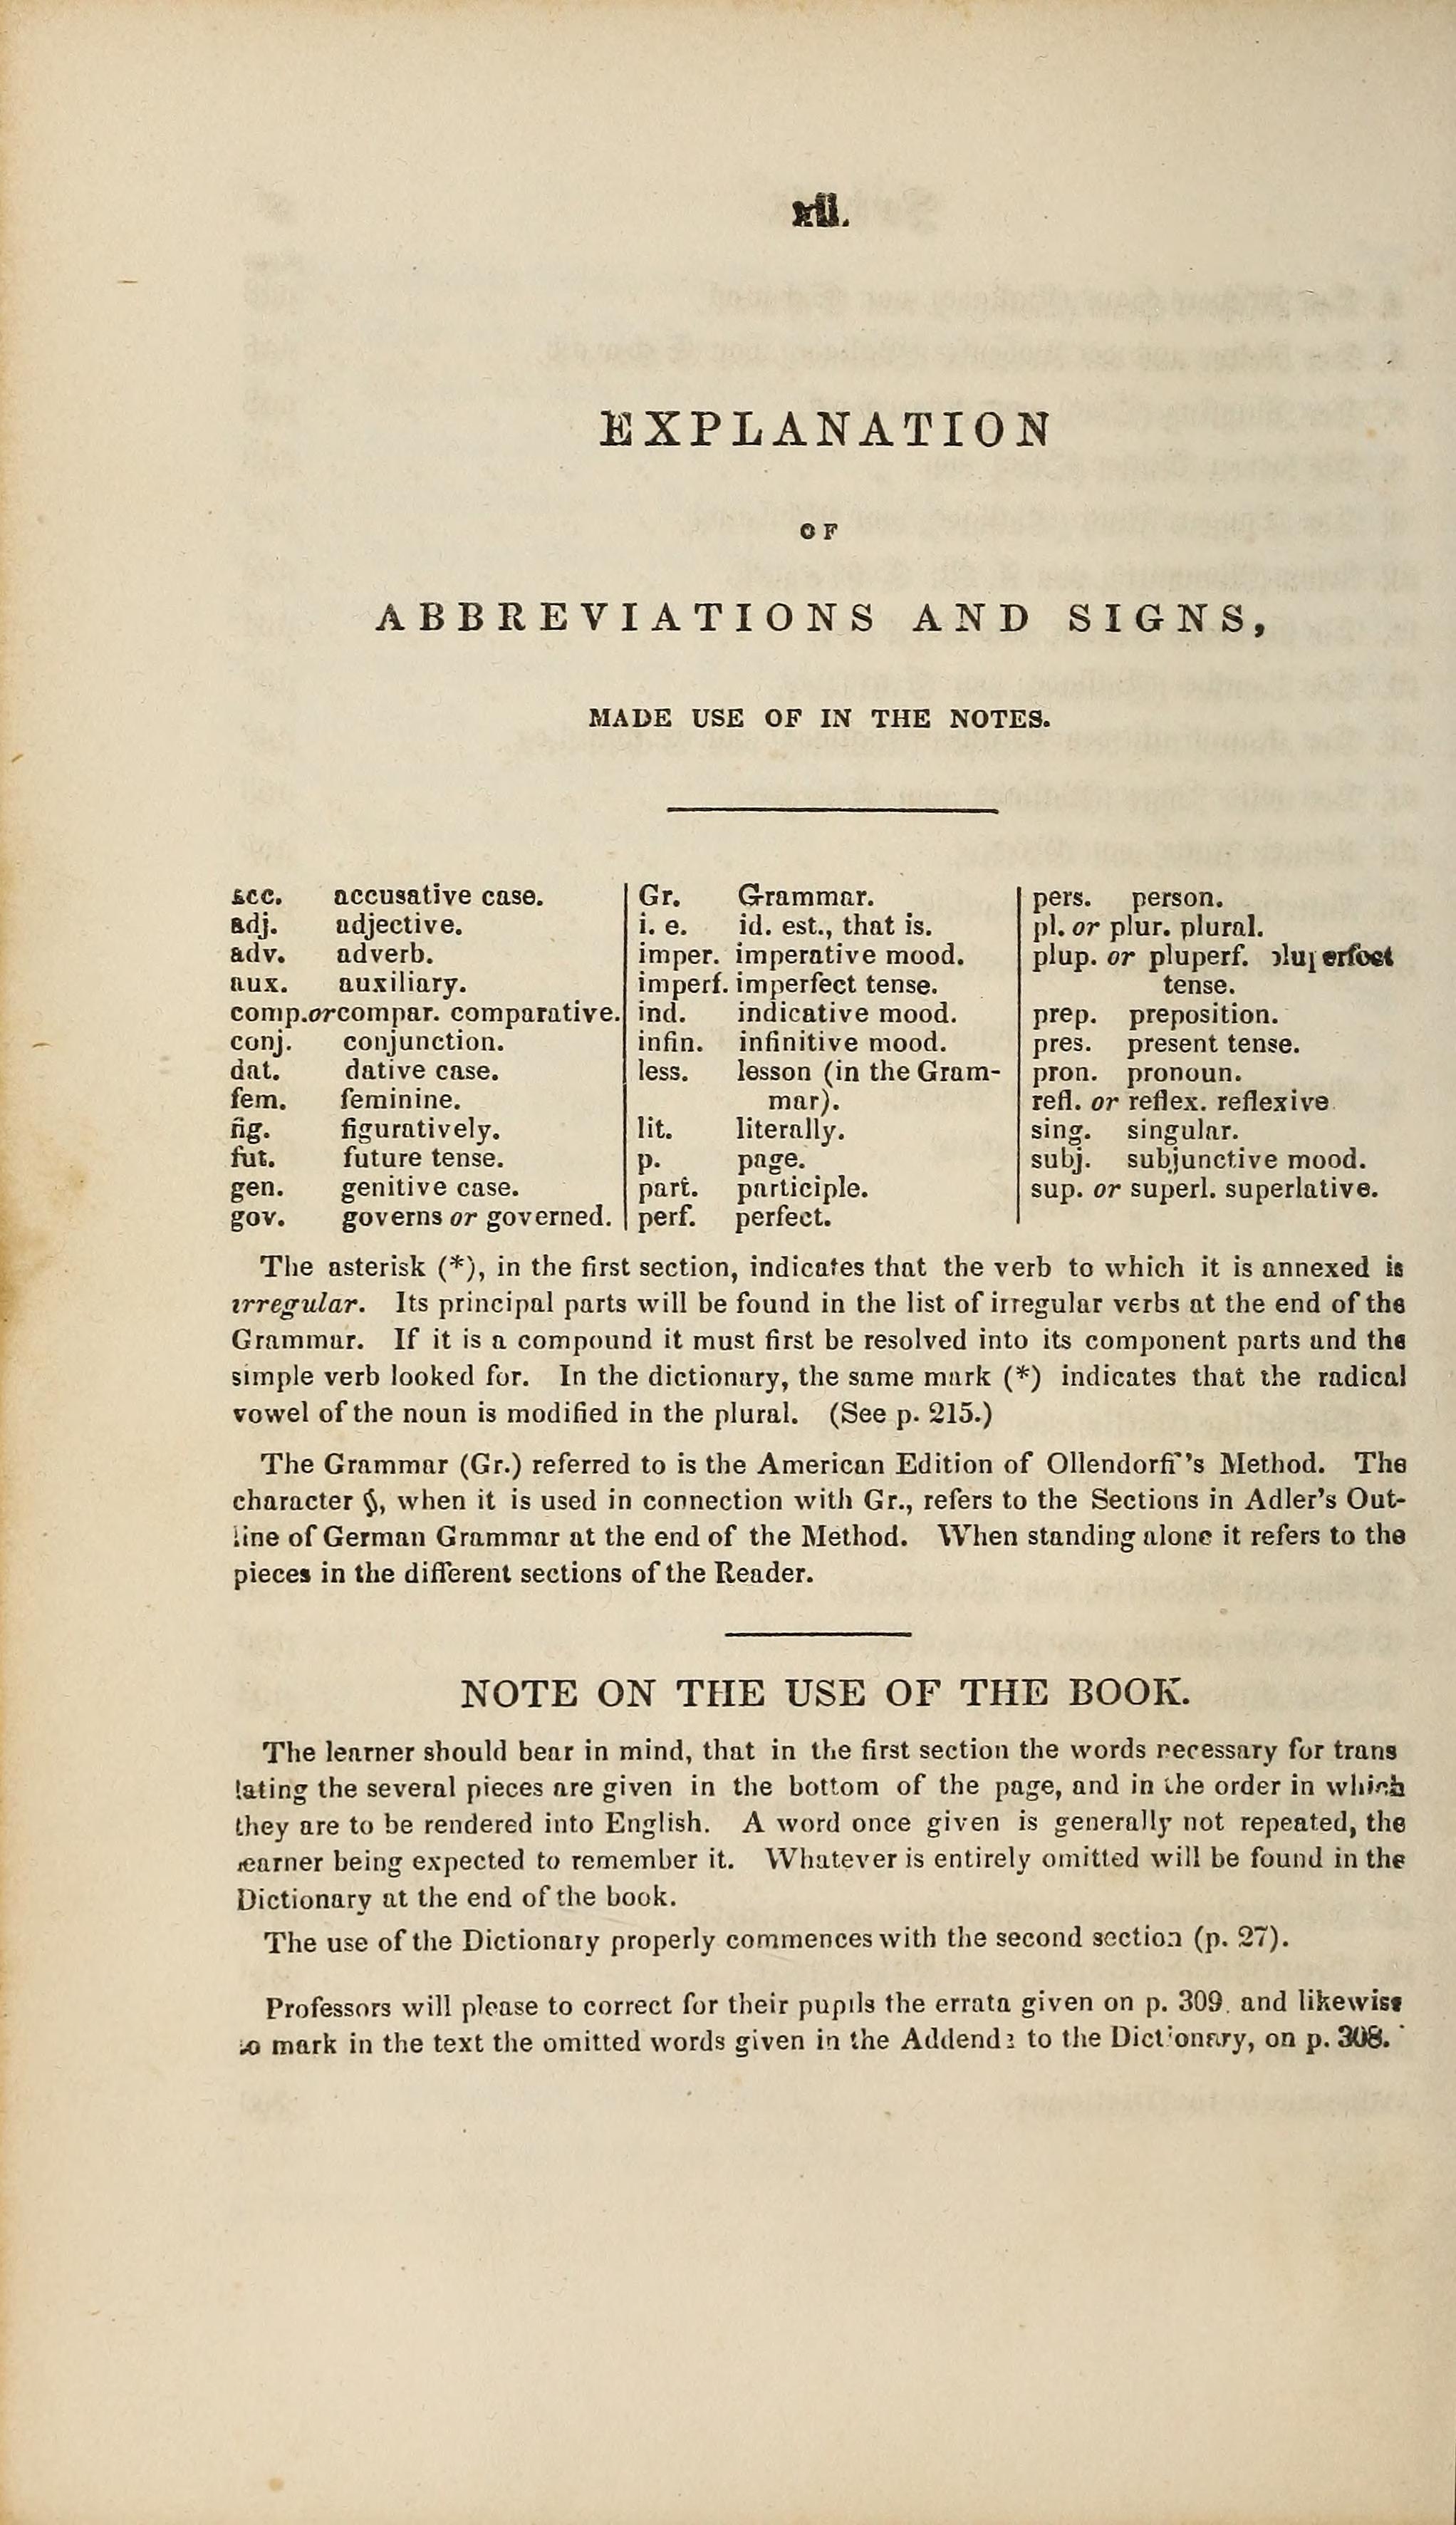 xii.
EXPLANATION
OF
ABBREVIATIONS AND SIGNS,
MADE USE OF IN THE NOTES.
acc. accusative case.
adj. adjective.
adv. adverb.
aux. auxiliary.
comp. or compar. comparative.
conj. conjunction.
dat. dative case.
fem. feminine.
fig. figuratively.
fut. future tense.
gen. genitive case.
gov. governs or governed.
Gr. Grammar.
i. e. id. est., that is.
imper. imperative mood.
imperf. imperfect tense.
ind. indicative mood.
infin. infinitive mood.
less. lesson (in the Gram-
mar).
lit. literally.
p. page.
part. participle.
perf. perfect.
pers. person.
pl. or plur. plural.
plup. or pluperf. pluperfect
tense.
prep. preposition.
pres. present tense.
pron. pronoun.
refl. or reflex. reflexive
sing. singular.
subj. subjunctive mood.
sup. or superl. superlative.
The asterisk (*), in the first section, indicates that the verb to which it is annexed is
irregular. Its principal parts will be found in the list of irregular verbs at the end of the
Grammar. If it is a compound it must first be resolved into its component parts and the
simple verb looked for. In the dictionary, the same mark (*) indicates that the radical
vowel of the noun is modified in the plural. (See p. 215.)
The Grammar (Gr.) referred to is the American Edition of Ollendorff's Method. The
character §, when it is used in connection with Gr., refers to the Sections in Adler's Out-
line of German Grammar at the end of the Method. When standing alone it refers to the
pieces in the different sections of the Reader.
NOTE ON THE USE OF THE BOOK.
The learner should bear in mind, that in the first section the words necessary for trans
lating the several pieces are given in the bottom of the page, and in the order in which
they are to be rendered into English. A word once given is generally not repeated, the
learner being expected to remember it. Whatever is entirely omitted will be found in the
Dictionary at the end of the book.
The use of the Dictionary properly commences with the second section (p. 27).
Professors will please to correct for their pupils the errata given on p. 309. and likewise
to mark in the text the omitted words given in the Addenda to the Dictionary, on p. 308.